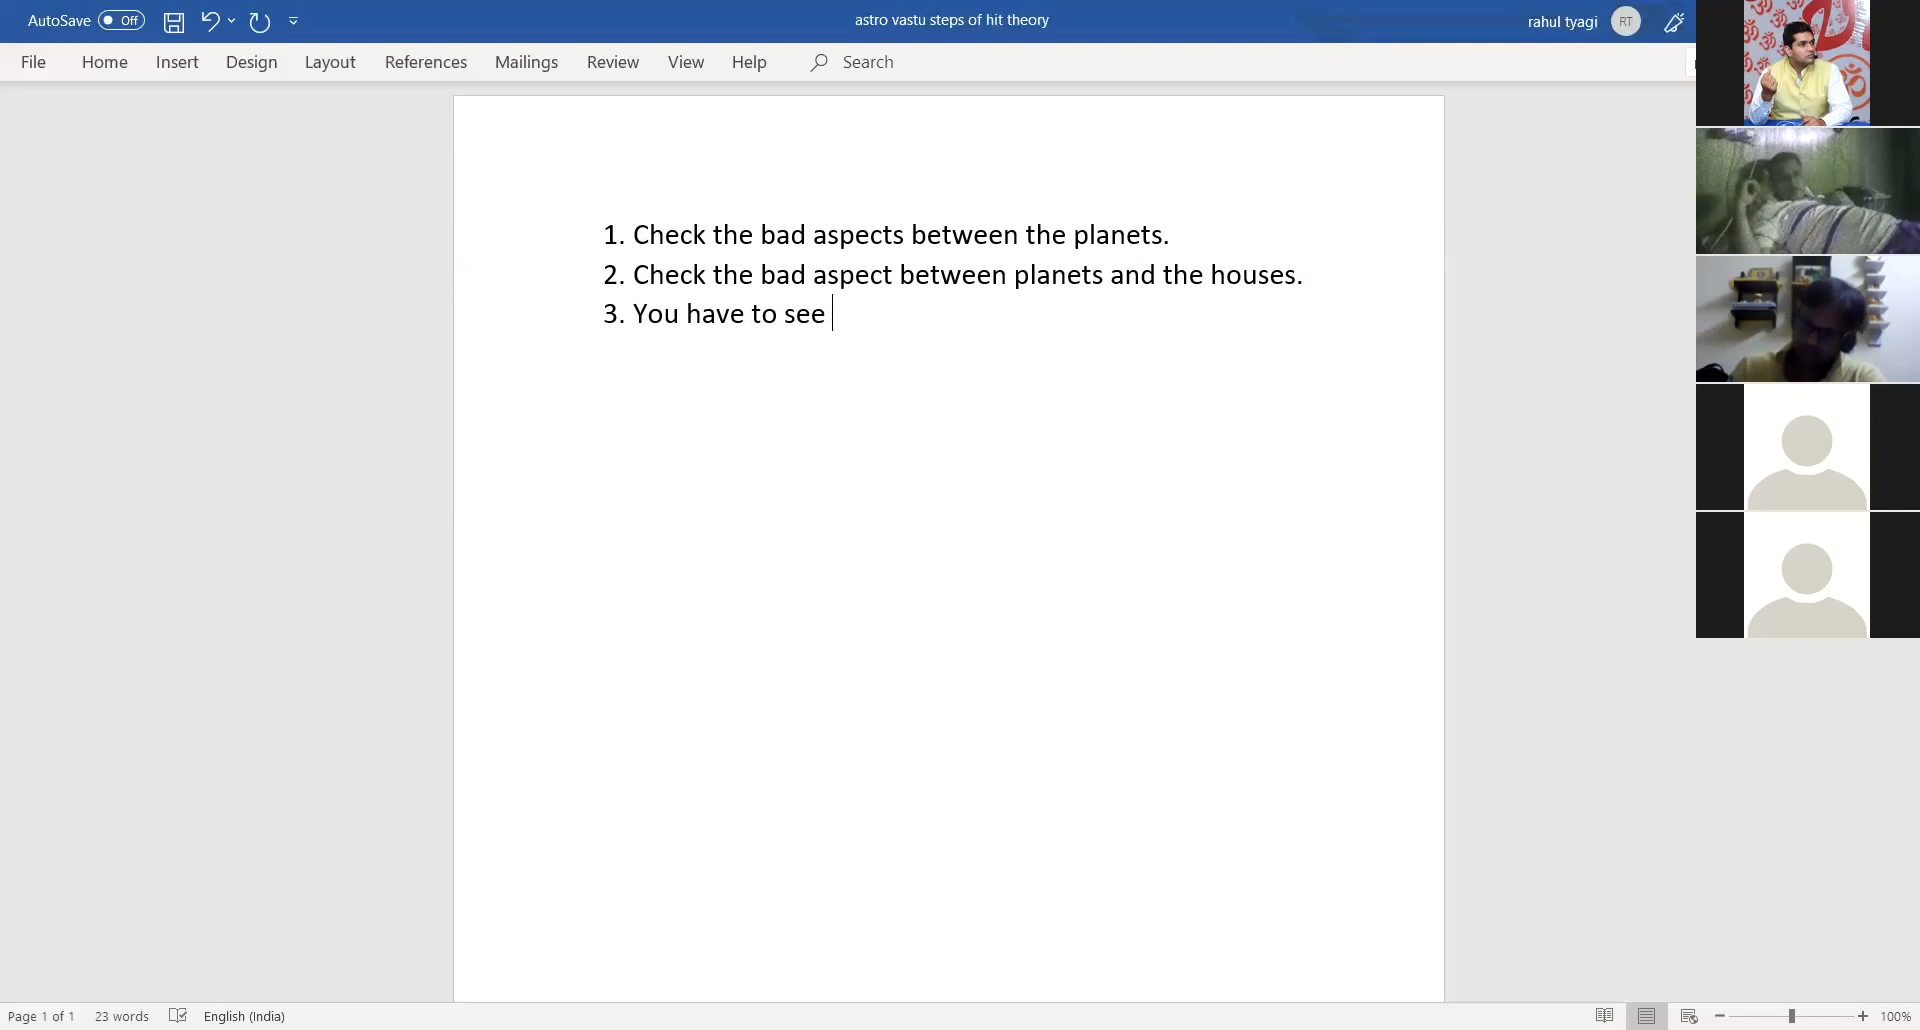 AutoSave Off astro vastu steps of hit theory rahul tyagi RT
File Home Insert Design Layout References Mailings Review View Help Search
1. Check the bad aspects between the planets.
2. Check the bad aspect between planets and the houses.
3. You have to see
Page 1 of 1 23 words English (India) 100%